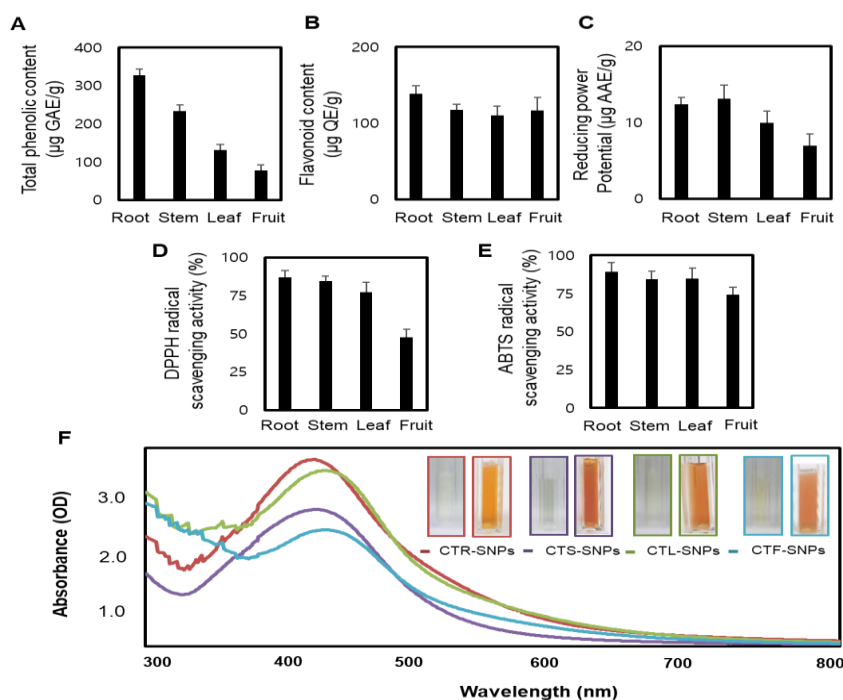 A
Total phenolic content
(µg GAE/g)
400
300
200
100
0
Root Stem Leaf Fruit
B
Flavonoid content
(µg QE/g)
200
100
0
Root Stem Leaf Fruit
C
Reducing power
Potential (µg AAE/g)
20
10
0
Root Stem Leaf Fruit
D
DPPH radical
scavenging activity (%)
100
75
50
25
0
Root Stem Leaf Fruit
E
ABTS radical
scavenging activity (%)
100
75
50
25
0
Root Stem Leaf Fruit
F
Absorbance (OD)
3.0
2.0
1.0
CTR-SNPs CTS-SNPs CTL-SNPs CTF-SNPs
300 400 500 600 700 800
Wavelength (nm)